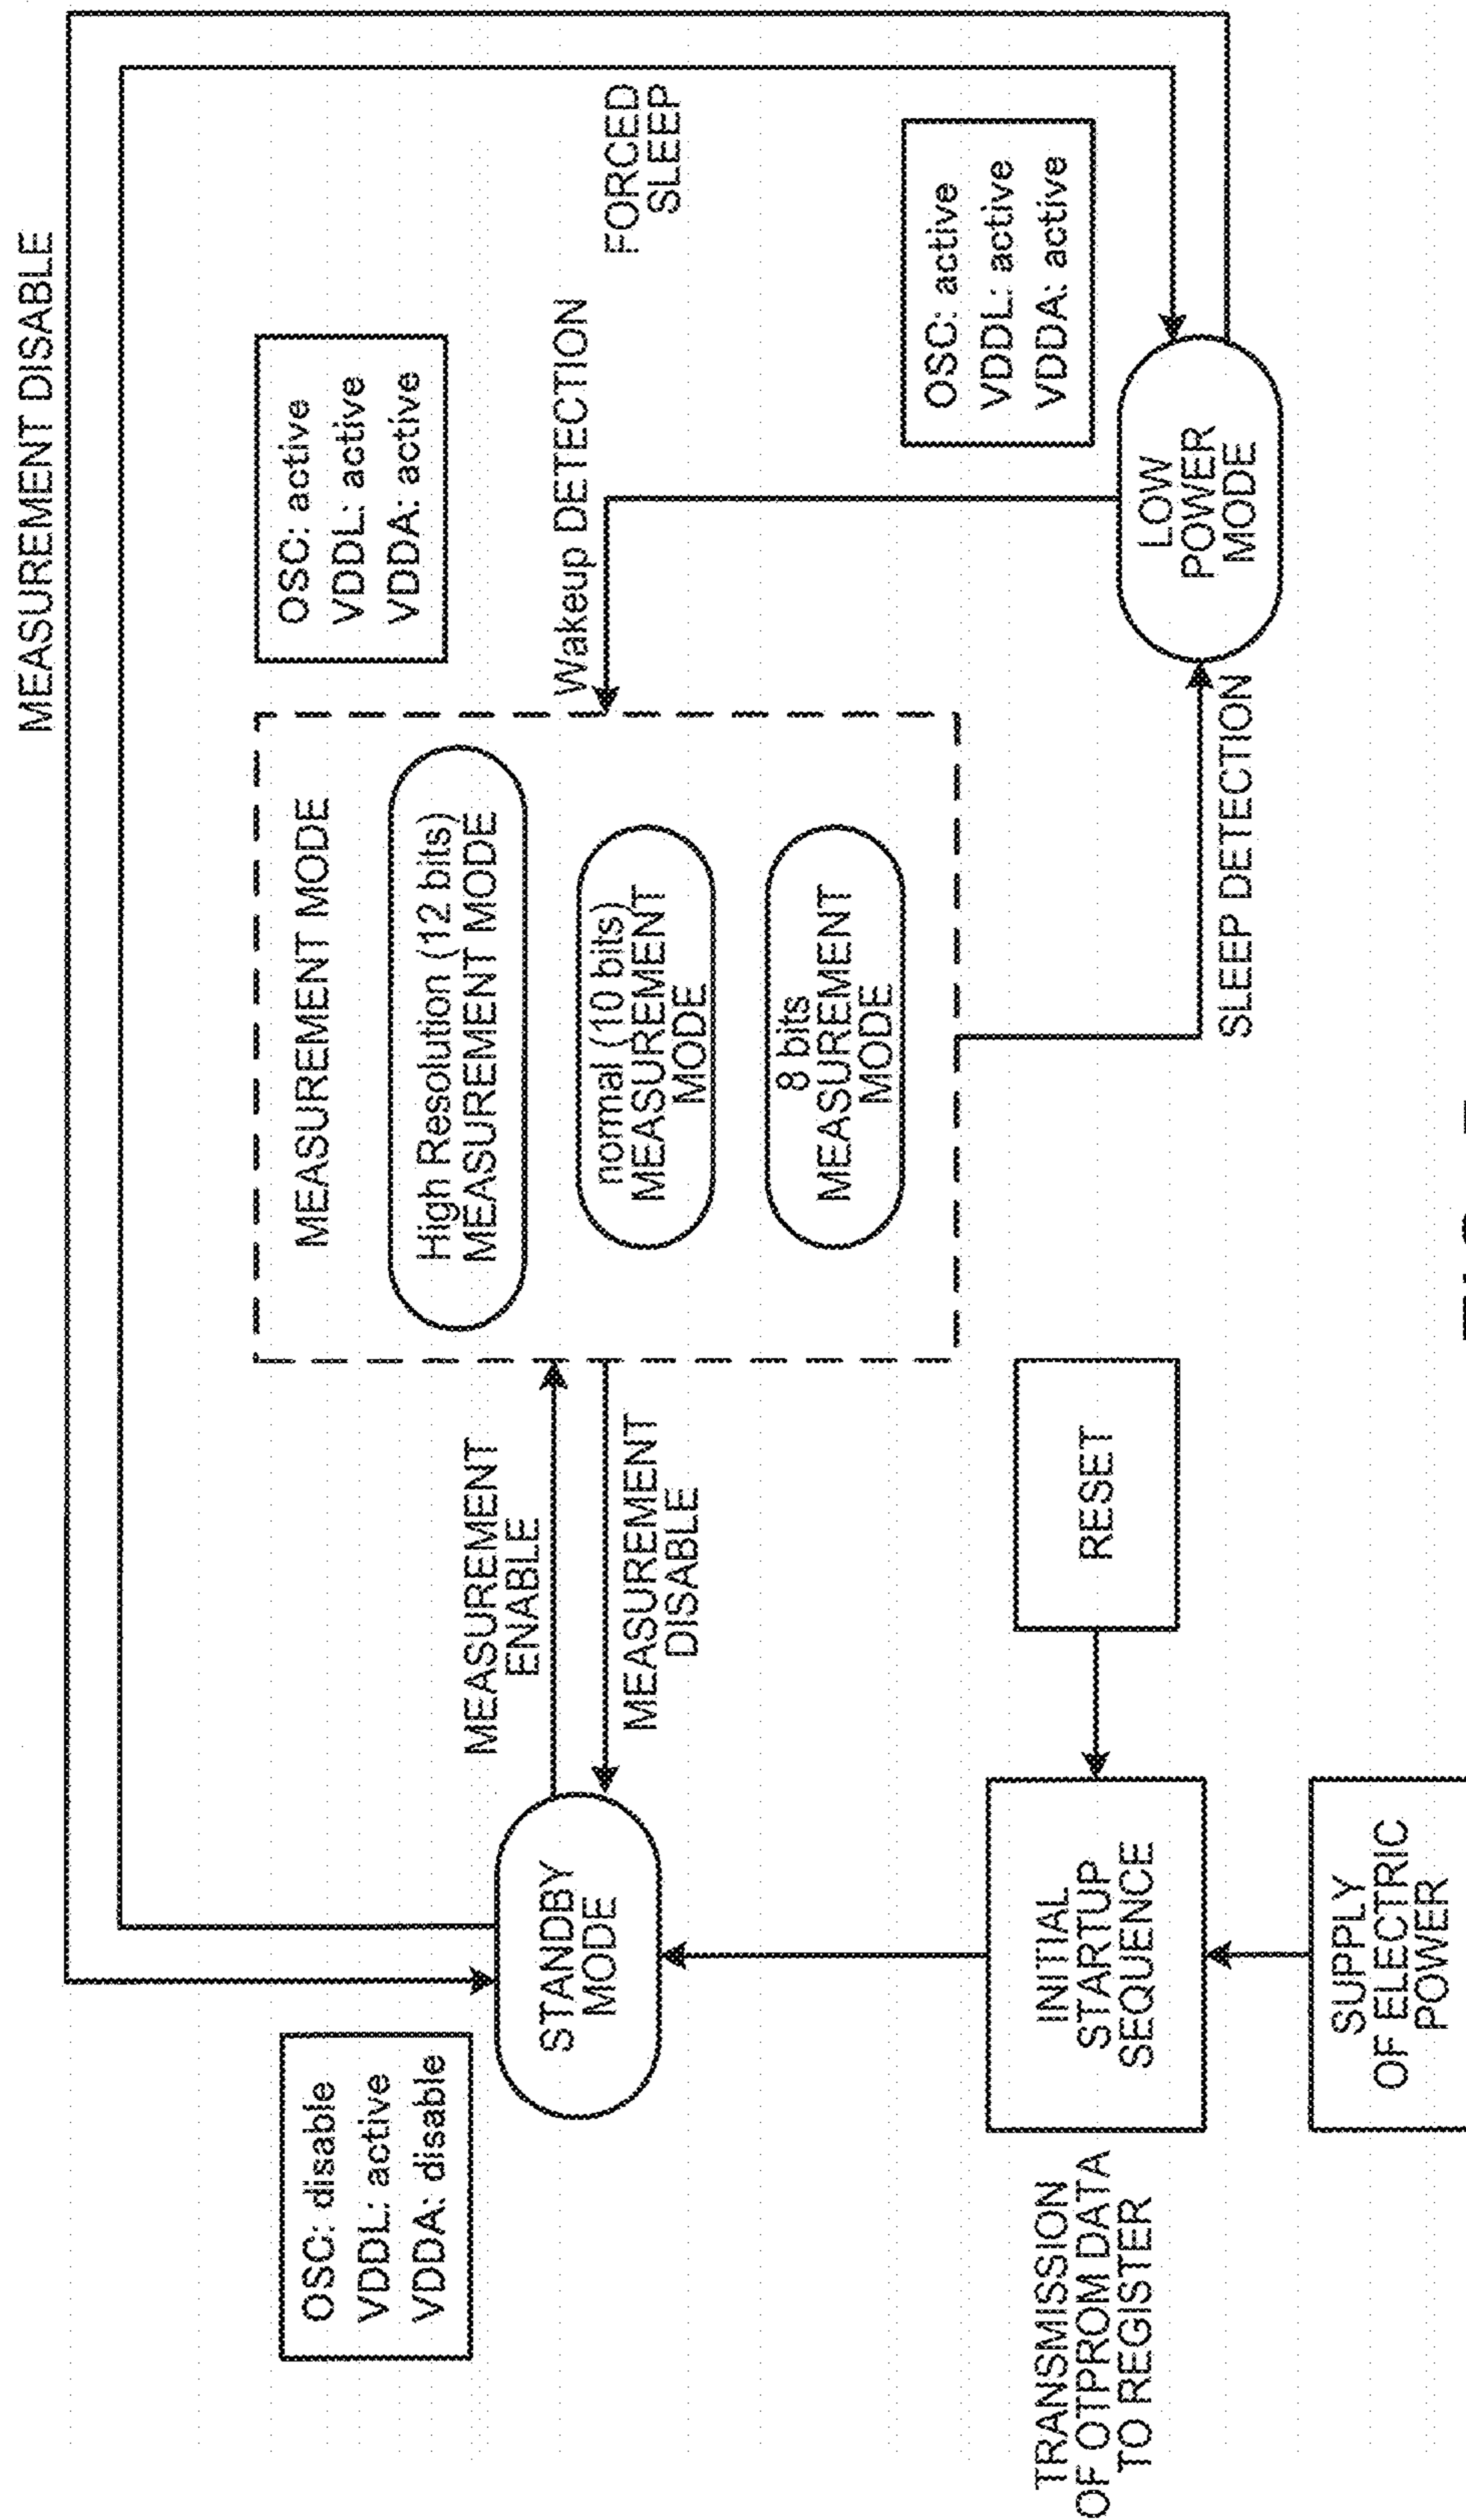 MEASUREMENT DISABLE
OSC: disable
VDDL: active
VDDA: disable
STANDBY
MODE
MEASUREMENT
ENABLE
MEASUREMENT
DISABLE
MEASUREMENT MODE
High Resolution (12 bits)
MEASUREMENT MODE
normal (10 bits)
MEASUREMENT
MODE
8 bits
MEASUREMENT
MODE
OSC: active
VDDL: active
VDDA: active
Wakeup DETECTION
FORCED
SLEEP
OSC: active
VDDL: active
VDDA: active
LOW
POWER
MODE
SLEEP DETECTION
RESET
INITIAL
STARTUP
SEQUENCE
TRANSMISSION
OF OTPROM DATA
TO REGISTER
SUPPLY
OF ELECTRIC
POWER